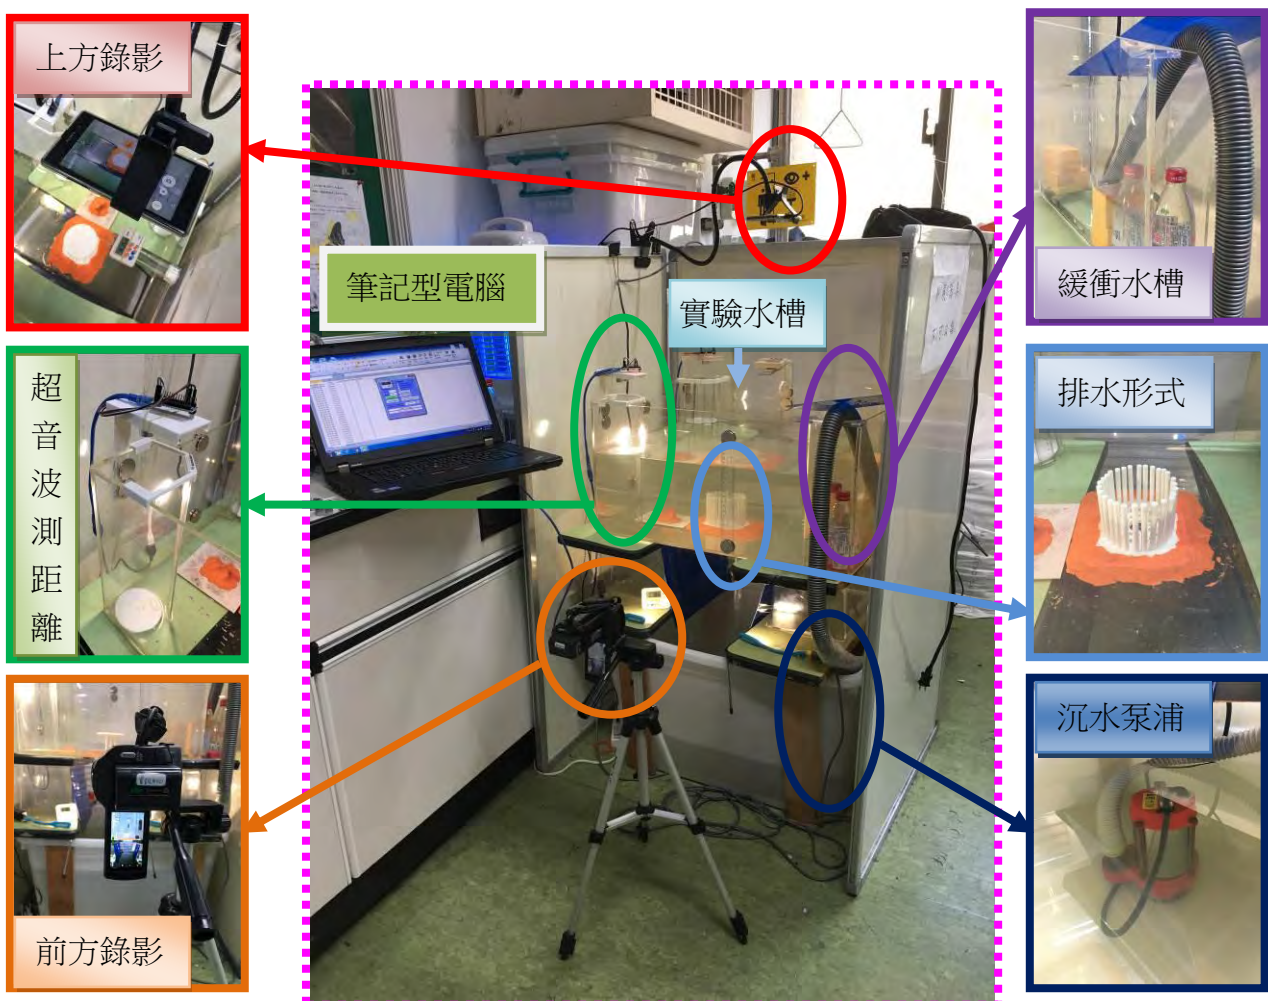 上方錄影
超音波測距離
前方錄影
筆記型電腦
實驗水槽
緩衝水槽
排水形式
沉水泵浦